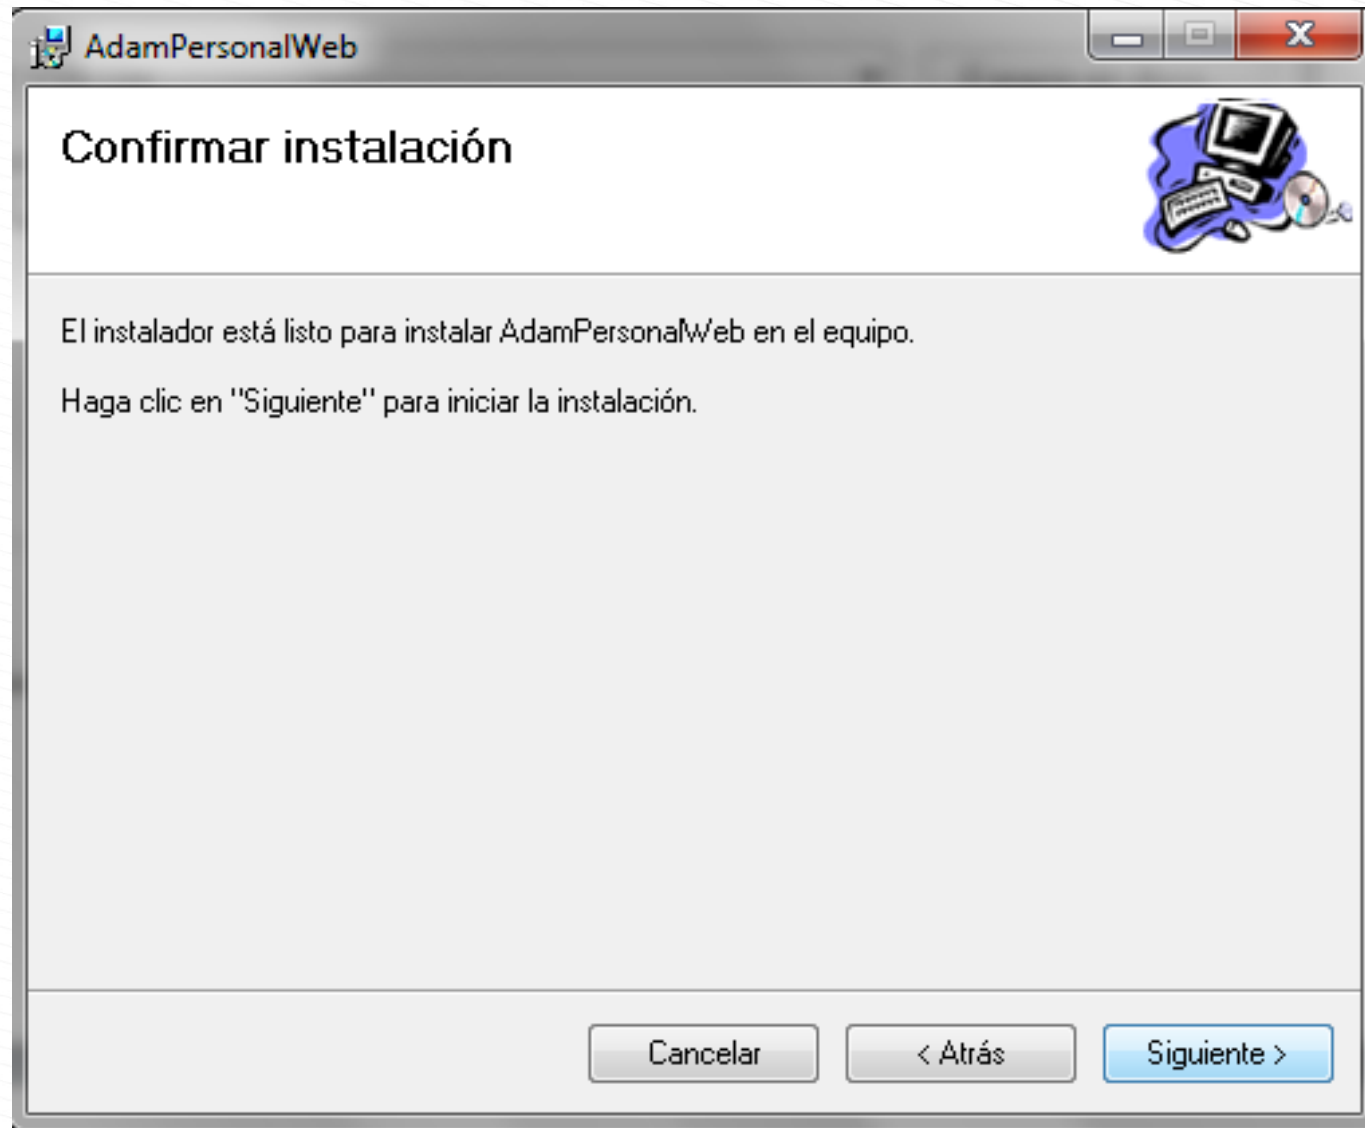 AdamPersonalWeb
Confirmar instalación
El instalador está listo para instalar AdamPersonalWeb en el equipo.
Haga clic en "Siguiente" para iniciar la instalación.
Cancelar
< Atrás
Siguiente >